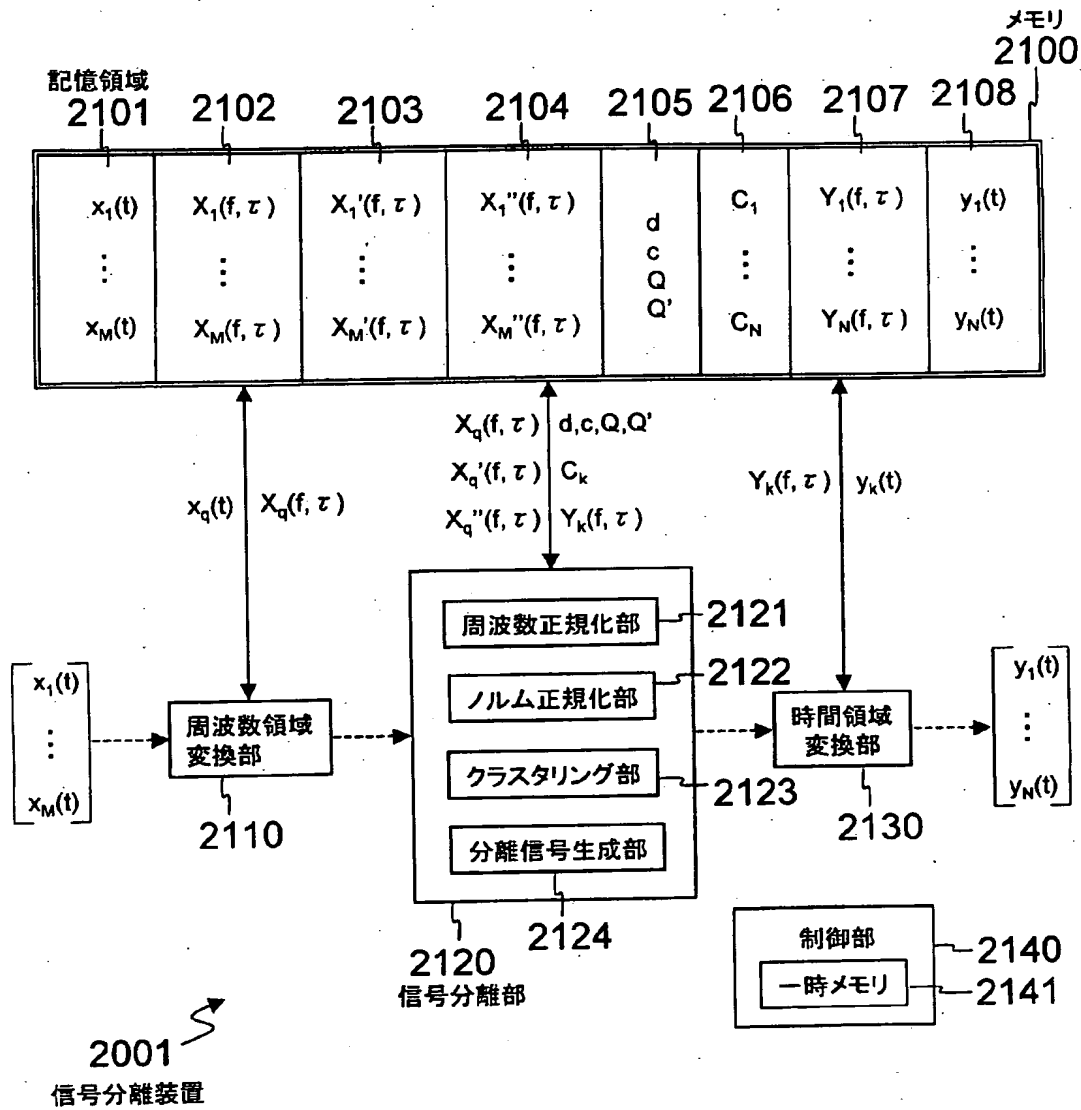 メモリ
2100
記憶領域
2101 2102 2103 2104 2105 2106 2107 2108
x1(t) X1(f, τ) X1'(f, τ) X1''(f, τ) d C1 Y1(f, τ) y1(t)
⋮ ⋮ ⋮ ⋮ c ⋮ ⋮ ⋮
Q
xM(t) XM(f, τ) XM'(f, τ) XM''(f, τ) Q' CN YN(f, τ) yN(t)
xq(t) Xq(f, τ)
Xq(f, τ) d,c,Q,Q'
Xq'(f, τ) Ck
Xq''(f, τ) Yk(f, τ)
Yk(f, τ) yk(t)
x1(t)
⋮
xM(t)
周波数領域
変換部
2110
周波数正規化部 2121
ノルム正規化部 2122
クラスタリング部 2123
分離信号生成部
2124
2120
信号分離部
時間領域
変換部
2130
y1(t)
⋮
yN(t)
制御部 2140
一時メモリ 2141
2001
信号分離装置